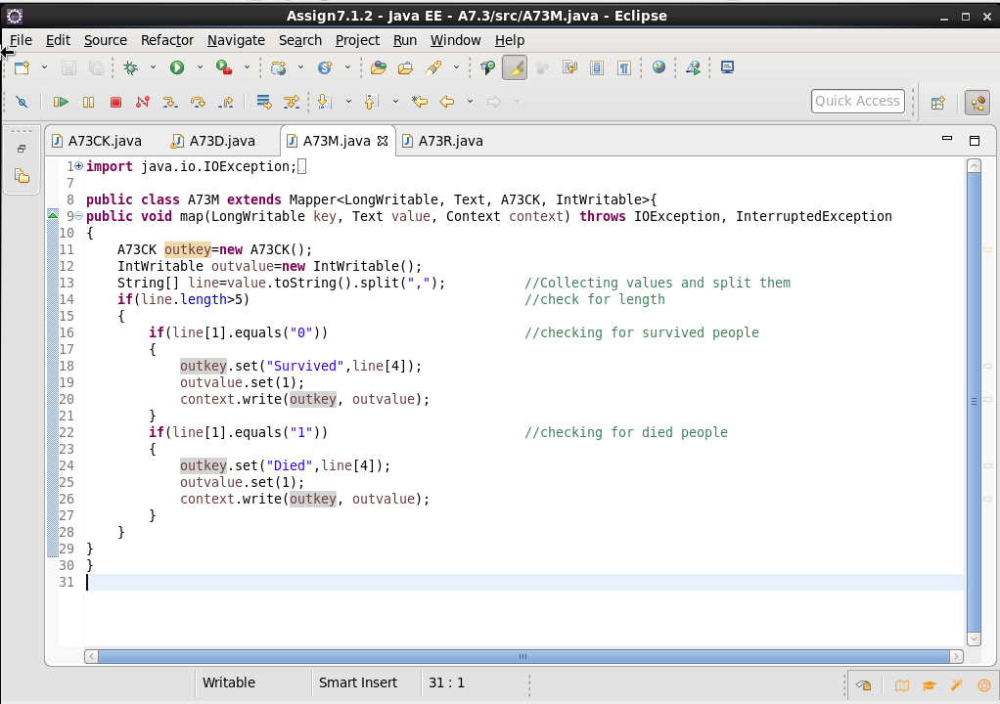 Assign7.1.2 - Java EE - A7.3/src/A73M.java - Eclipse
File Edit Source Refactor Navigate Search Project Run Window Help
Quick Access
A73CK.java A73D.java A73M.java A73R.java
1 import java.io.IOException;
7
8 public class A73M extends Mapper<LongWritable, Text, A73CK, IntWritable>{
9 public void map(LongWritable key, Text value, Context context) throws IOException, InterruptedException
10 {
11 A73CK outkey=new A73CK();
12 IntWritable outvalue=new IntWritable();
13 String[] line=value.toString().split(","); //Collecting values and split them
14 if(line.length>5) //check for length
15 {
16 if(line[1].equals("0")) //checking for survived people
17 {
18 outkey.set("Survived",line[4]);
19 outvalue.set(1);
20 context.write(outkey, outvalue);
21 }
22 if(line[1].equals("1")) //checking for died people
23 {
24 outkey.set("Died",line[4]);
25 outvalue.set(1);
26 context.write(outkey, outvalue);
27 }
28 }
29 }
30 }
31
Writable Smart Insert 31 : 1